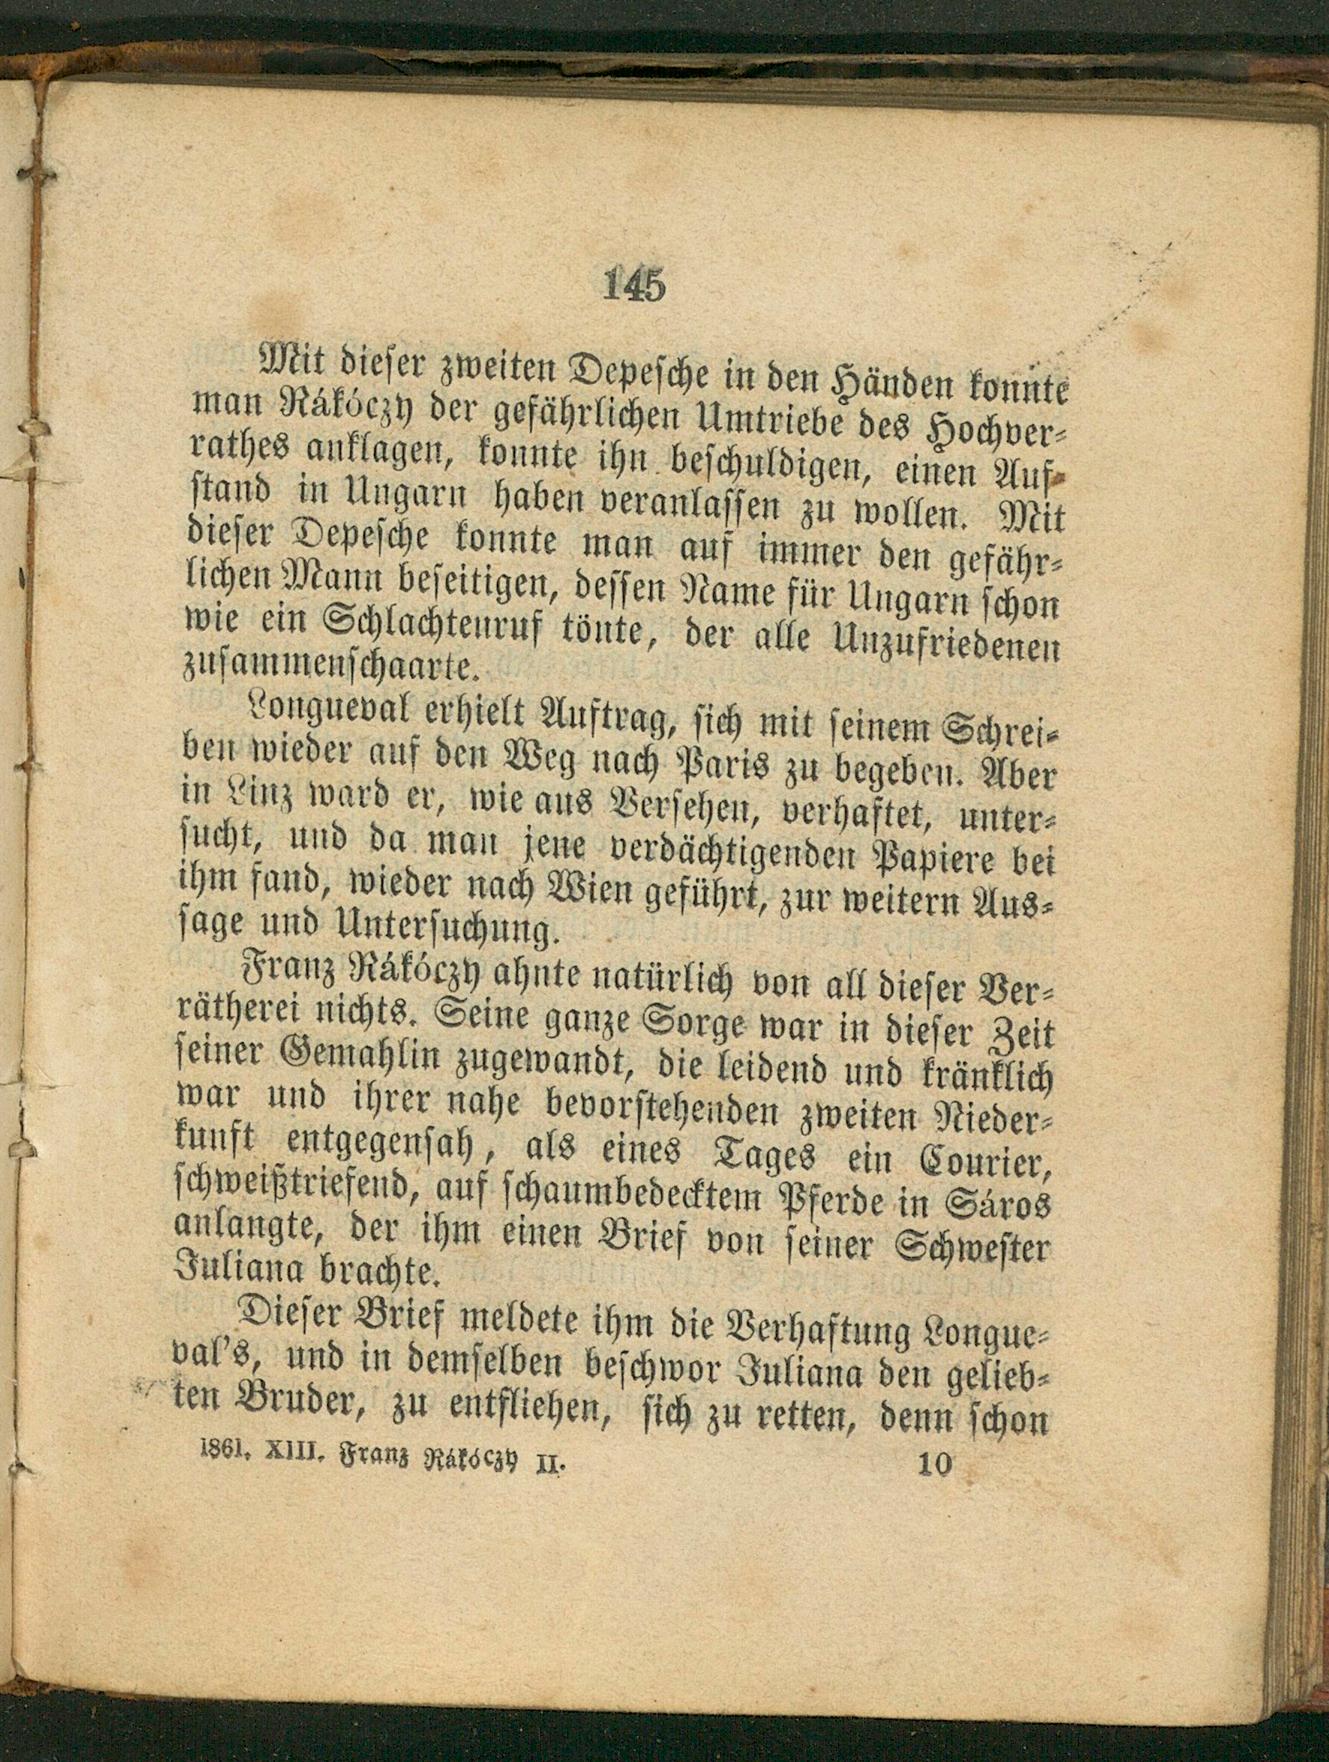 145
Mit dieser zweiten Depesche in den Händen konnte
man Rákóczy der gefährlichen Umtriebe des Hochver-
rathes anklagen, konnte ihn beschuldigen, einen Auf-
stand in Ungarn haben veranlassen zu wollen. Mit
dieser Depesche konnte man auf immer den gefähr-
lichen Mann beseitigen, dessen Name für Ungarn schon
wie ein Schlachtenruf tönte, der alle Unzufriedenen
zusammenschaarte.
Longueval erhielt Auftrag, sich mit seinem Schrei-
ben wieder auf den Weg nach Paris zu begeben. Aber
in Linz ward er, wie aus Versehen, verhaftet, unter-
sucht, und da man jene verdächtigenden Papiere bei
ihm fand, wieder nach Wien geführt, zur weitern Aus-
sage und Untersuchung.
Franz Rákóczy ahnte natürlich von all dieser Ver-
rätherei nichts. Seine ganze Sorge war in dieser Zeit
seiner Gemahlin zugewandt, die leidend und kränklich
war und ihrer nahe bevorstehenden zweiten Nieder-
kunft entgegensah, als eines Tages ein Courier,
schweißtriefend, auf schaumbedecktem Pferde in Sáros
anlangte, der ihm einen Brief von seiner Schwester
Juliana brachte.
Dieser Brief meldete ihm die Verhaftung Longue-
val's, und in demselben beschwor Juliana den gelieb-
ten Bruder, zu entfliehen, sich zu retten, denn schon
1861. XIII. Franz Rákóczy II. 10